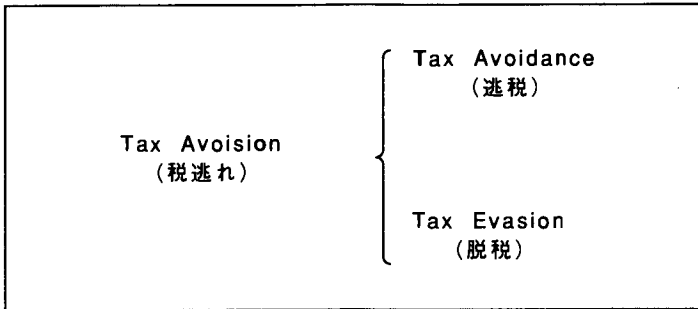 Tax Avoidance
（逃税）
Tax Avoision
（税逃れ）
Tax Evasion
（脱税）